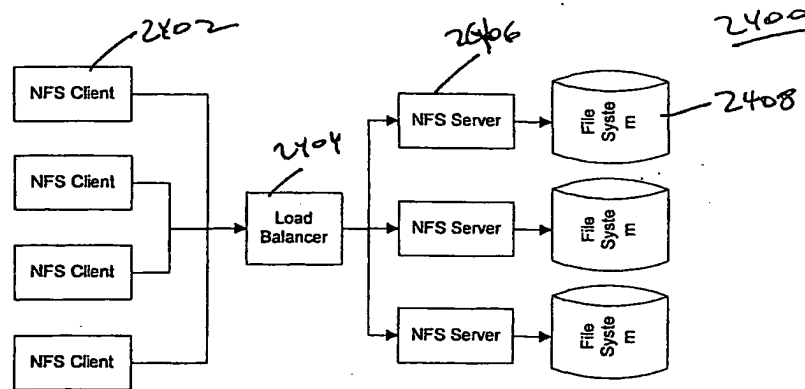 2402
2406
2400
NFS Client
NFS Server
File
Syste
m
2408
NFS Client
2404
Load
Balancer
NFS Server
File
Syste
m
NFS Client
NFS Client
NFS Server
File
Syste
m